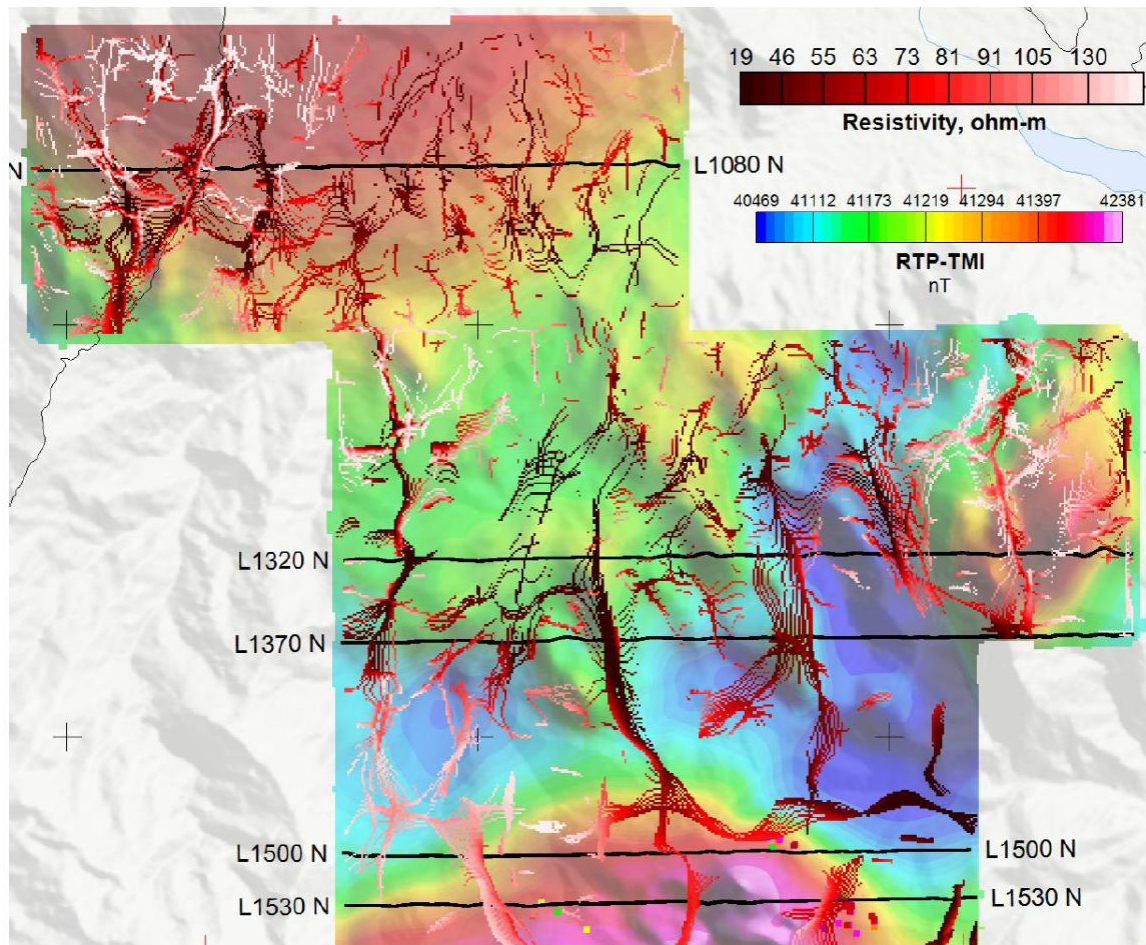 19 46 55 63 73 81 91 105 130
Resistivity, ohm-m
N
L1080 N
40469 41112 41173 41219 41294 41397 42381
RTP-TMI
nT
L1320 N
L1370 N
L1500 N
L1500 N
L1530 N
L1530 N